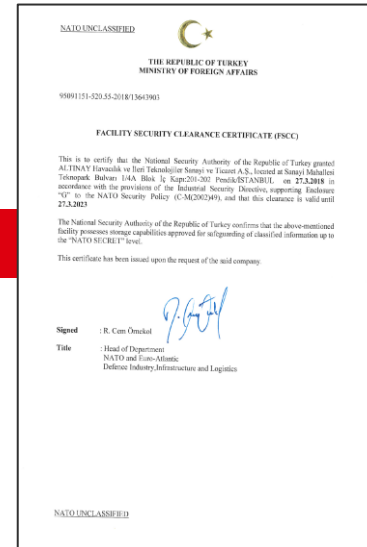 NATO UNCLASSIFIED
THE REPUBLIC OF TURKEY
MINISTRY OF FOREIGN AFFAIRS
95091151-520.55-2018/13643903
FACILITY SECURITY CLEARANCE CERTIFICATE (FSCC)
This is to certify that the National Security Authority of the Republic of Turkey granted
ALTINAY Havacılık ve İleri Teknolojiler Sanayi ve Ticaret A.Ş., located at Sanayi Mahallesi
Teknopark Bulvarı 1/4A Blok İç Kapı:201-202 Pendik/İSTANBUL on 27.3.2018 in
accordance with the provisions of the Industrial Security Directive, supporting Enclosure
"G" to the NATO Security Policy (C-M(2002)49), and that this clearance is valid until
27.3.2023
The National Security Authority of the Republic of Turkey confirms that the above-mentioned
facility possesses storage capabilities approved for safeguarding of classified information up to
the "NATO SECRET" level.
This certificate has been issued upon the request of the said company.
Signed : R. Cem Örnekol
Title : Head of Department
NATO and Euro-Atlantic
Defence Industry,Infrastructure and Logistics
NATO UNCLASSIFIED